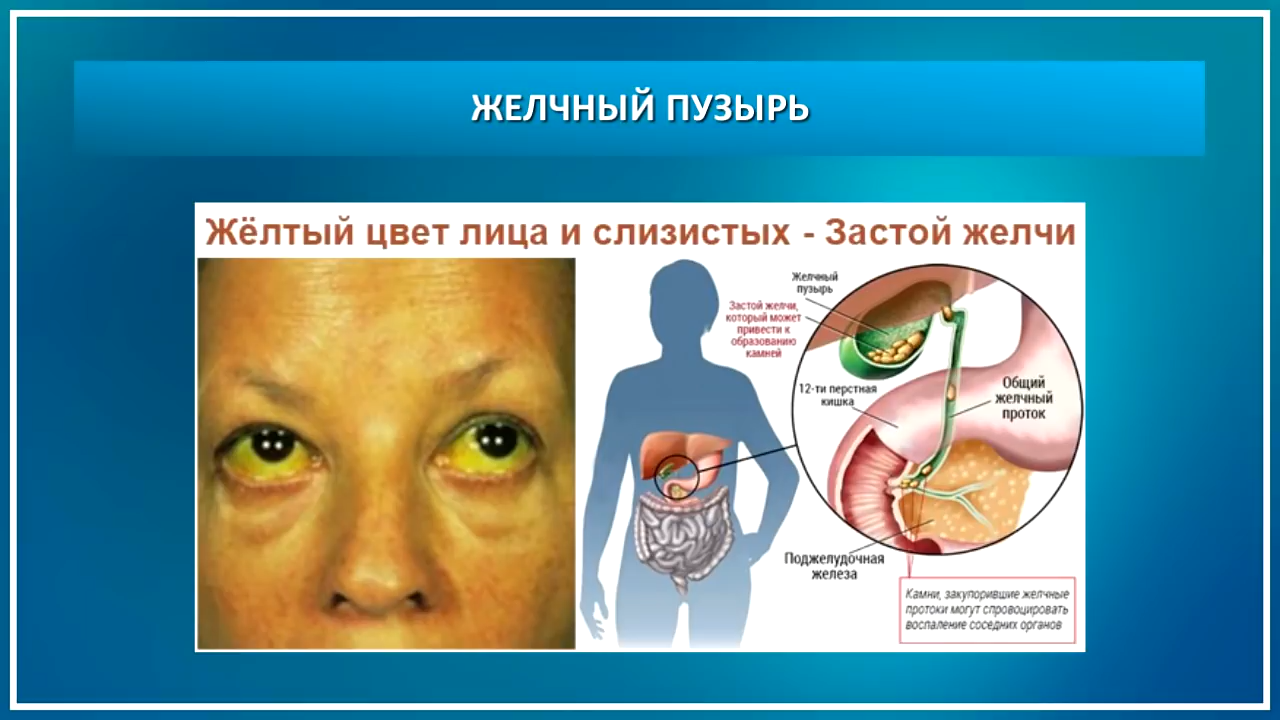 ЖЕЛЧНЫЙ ПУЗЫРЬ
Жёлтый цвет лица и слизистых - Застой желчи
Желчный
пузырь
Застой желчи,
который может
привести к
образованию
камней
12-ти перстная
кишка
Общий
желчный
проток
Поджелудочная
железа
Камни, закупорившие желчные
протоки могут спровоцировать
воспаление соседних органов